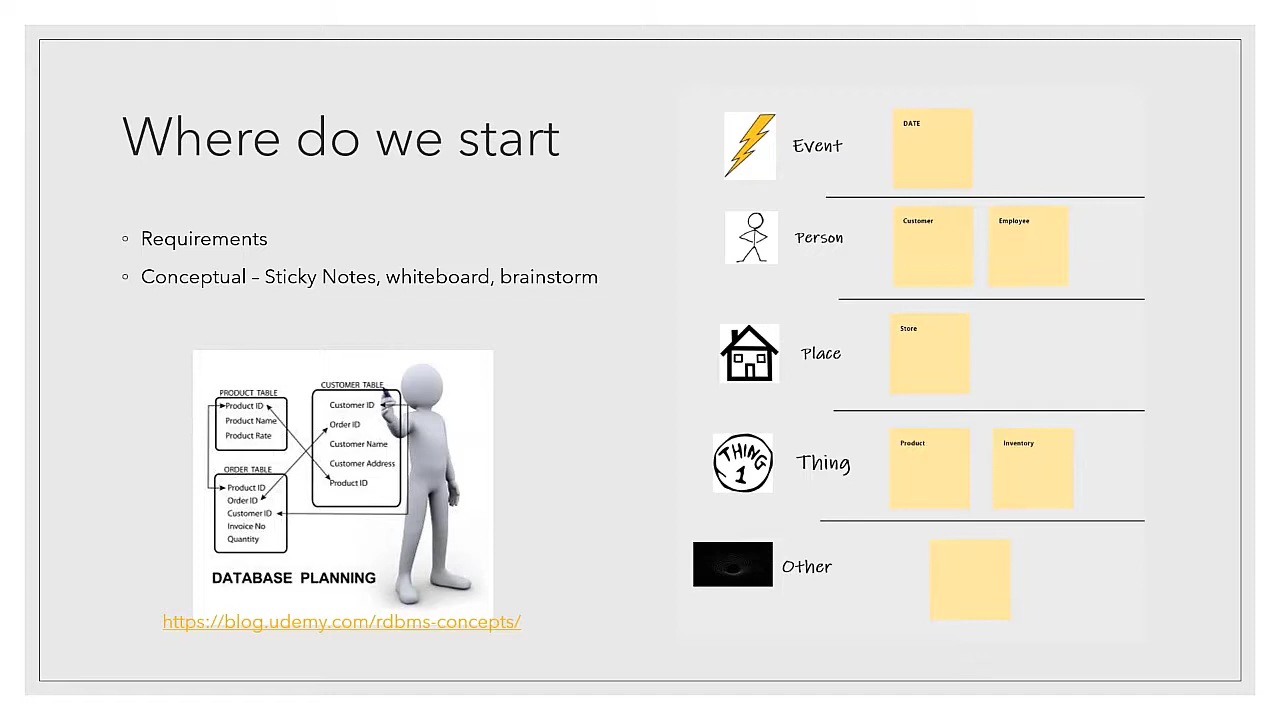 Where do we start
Requirements
Conceptual – Sticky Notes, whiteboard, brainstorm
PRODUCT TABLE
Product ID
Product Name
Product Rate
CUSTOMER TABLE
Customer ID
Order ID
Customer Name
Customer Address
Product ID
ORDER TABLE
Product ID
Order ID
Customer ID
Invoice No
Quantity
DATABASE PLANNING
https://blog.udemy.com/rdbms-concepts/
Event
DATE
Person
Customer
Employee
Place
Store
THING
1
Thing
Product
Inventory
Other